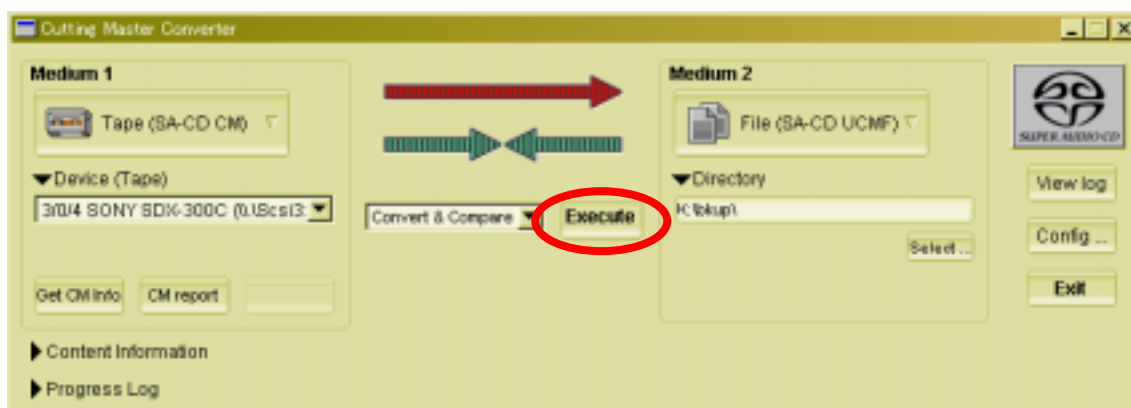 Cutting Master Converter
Medium 1
Tape (SA-CD CM)
Device (Tape)
3/0/4 SONY SDX-300C (0.\Scsi3:
Get CM Info
CM report
Convert & Compare
Execute
Medium 2
File (SA-CD UCMF)
Directory
K:\bkup\
Select ...
SUPER AUDIO CD
View log
Config ...
Exit
Content Information
Progress Log